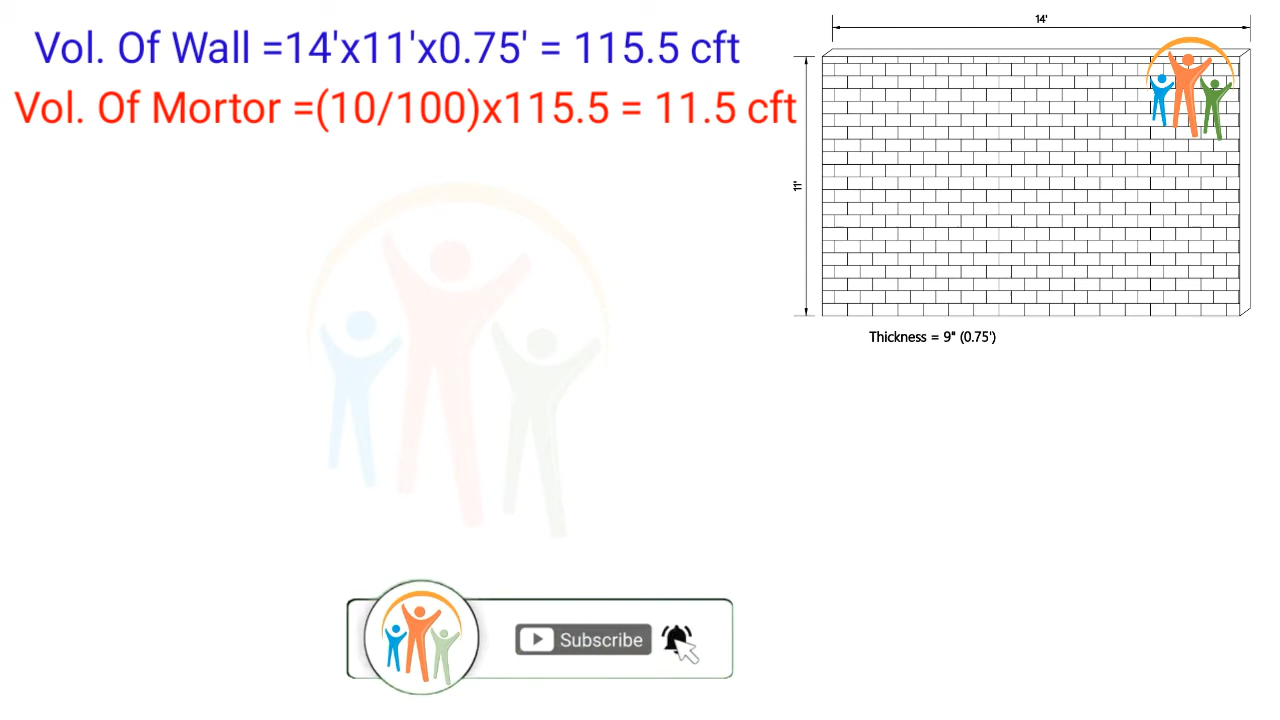 Vol. Of Wall =14'x11'x0.75' = 115.5 cft
Vol. Of Mortor =(10/100)x115.5 = 11.5 cft
14'
11'
Thickness = 9" (0.75')
Subscribe